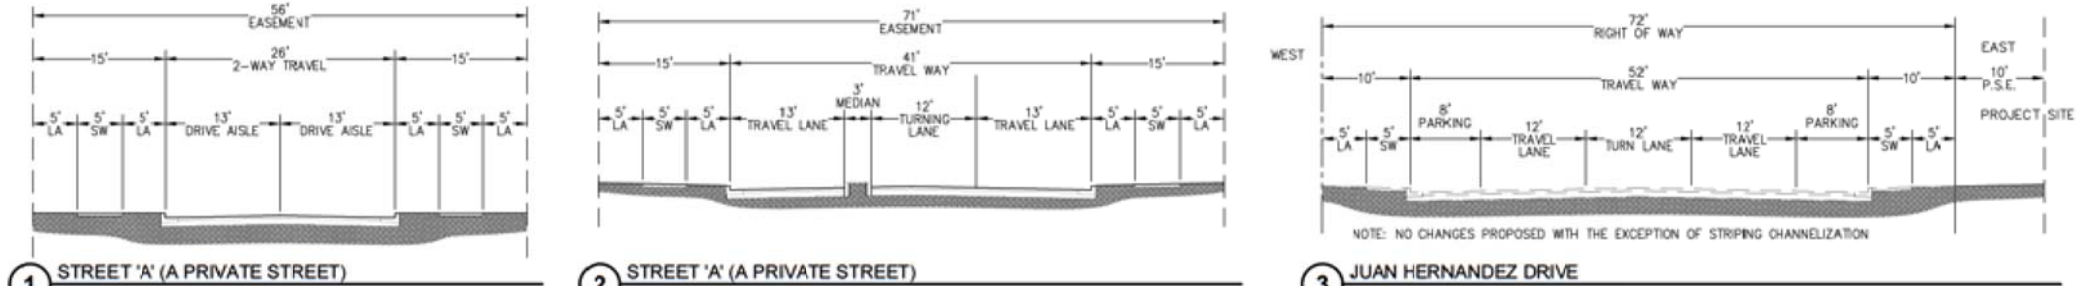 56'
EASEMENT
15'
26'
2-WAY TRAVEL
15'
5'
LA
5'
SW
5'
LA
13'
DRIVE AISLE
13'
DRIVE AISLE
5'
LA
5'
SW
5'
LA
1 STREET 'A' (A PRIVATE STREET)
71'
EASEMENT
15'
41'
TRAVEL WAY
15'
5'
LA
5'
SW
5'
LA
13'
TRAVEL LANE
3'
MEDIAN
12'
TURNING
LANE
13'
TRAVEL LANE
5'
LA
5'
SW
5'
LA
2 STREET 'A' (A PRIVATE STREET)
72'
RIGHT OF WAY
WEST
EAST
10'
52'
TRAVEL WAY
10'
10'
P.S.E.
PROJECT SITE
5'
LA
5'
SW
8'
PARKING
12'
TRAVEL
LANE
12'
TURN LANE
12'
TRAVEL
LANE
8'
PARKING
5'
SW
5'
LA
NOTE: NO CHANGES PROPOSED WITH THE EXCEPTION OF STRIPING CHANNELIZATION
3 JUAN HERNANDEZ DRIVE